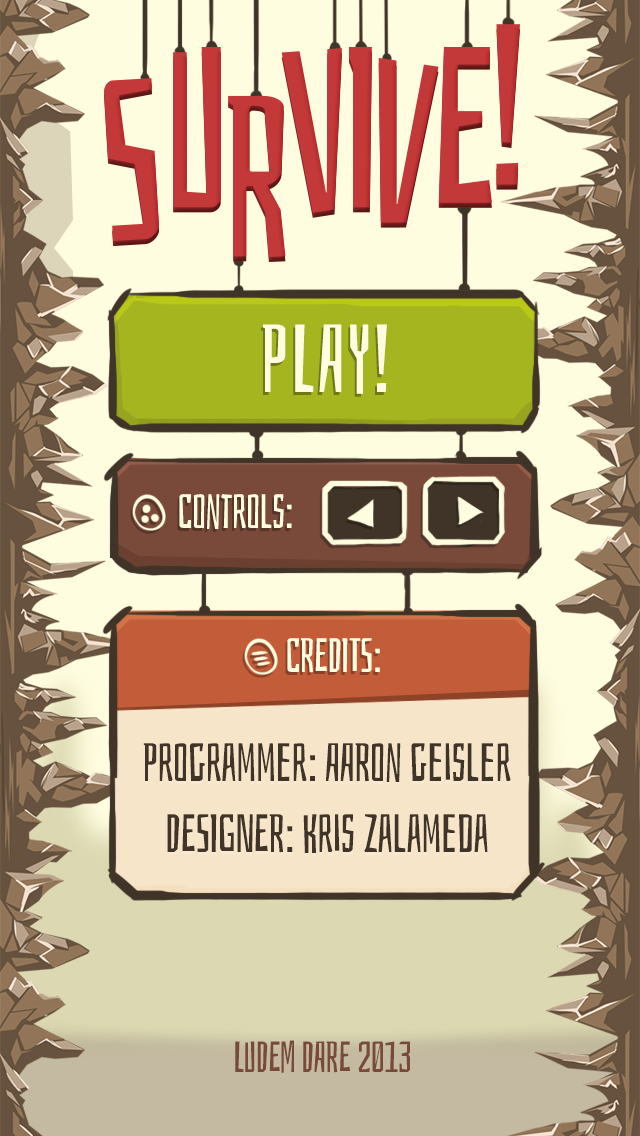 SURVIVE!
PLAY!
CONTROLS:
CREDITS:
PROGRAMMER: AARON GEISLER
DESIGNER: KRIS ZALAMEDA
LUDEM DARE 2013